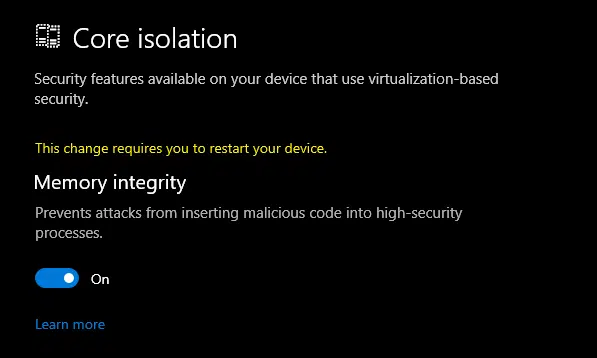 Core isolation
Security features available on your device that use virtualization-based
security.
This change requires you to restart your device.
Memory integrity
Prevents attacks from inserting malicious code into high-security
processes.
On
Learn more